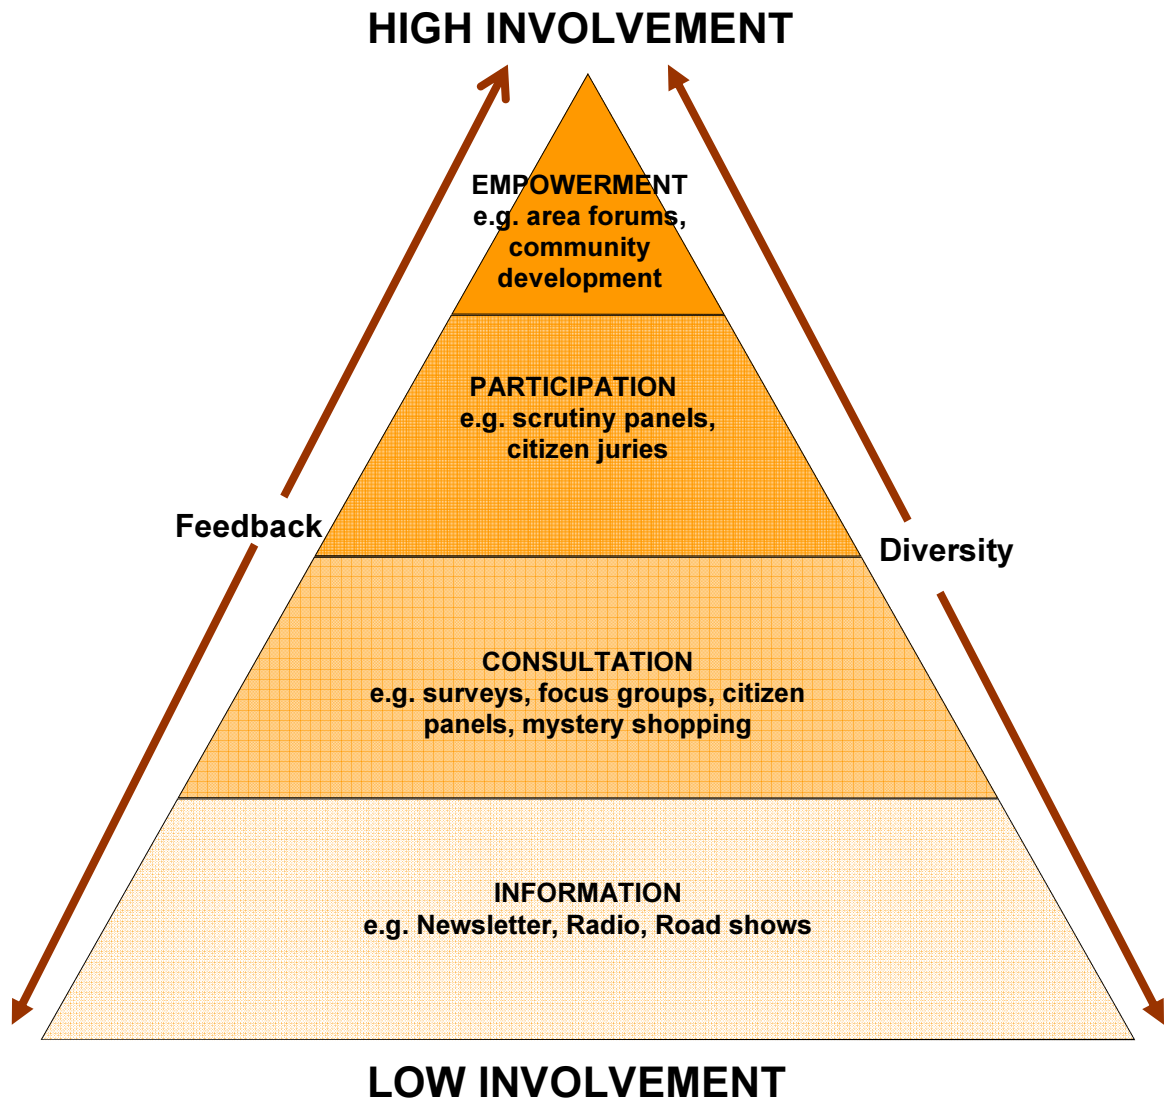 HIGH INVOLVEMENT
EMPOWERMENT
e.g. area forums,
community
development
PARTICIPATION
e.g. scrutiny panels,
citizen juries
Feedback
Diversity
CONSULTATION
e.g. surveys, focus groups, citizen
panels, mystery shopping
INFORMATION
e.g. Newsletter, Radio, Road shows
LOW INVOLVEMENT